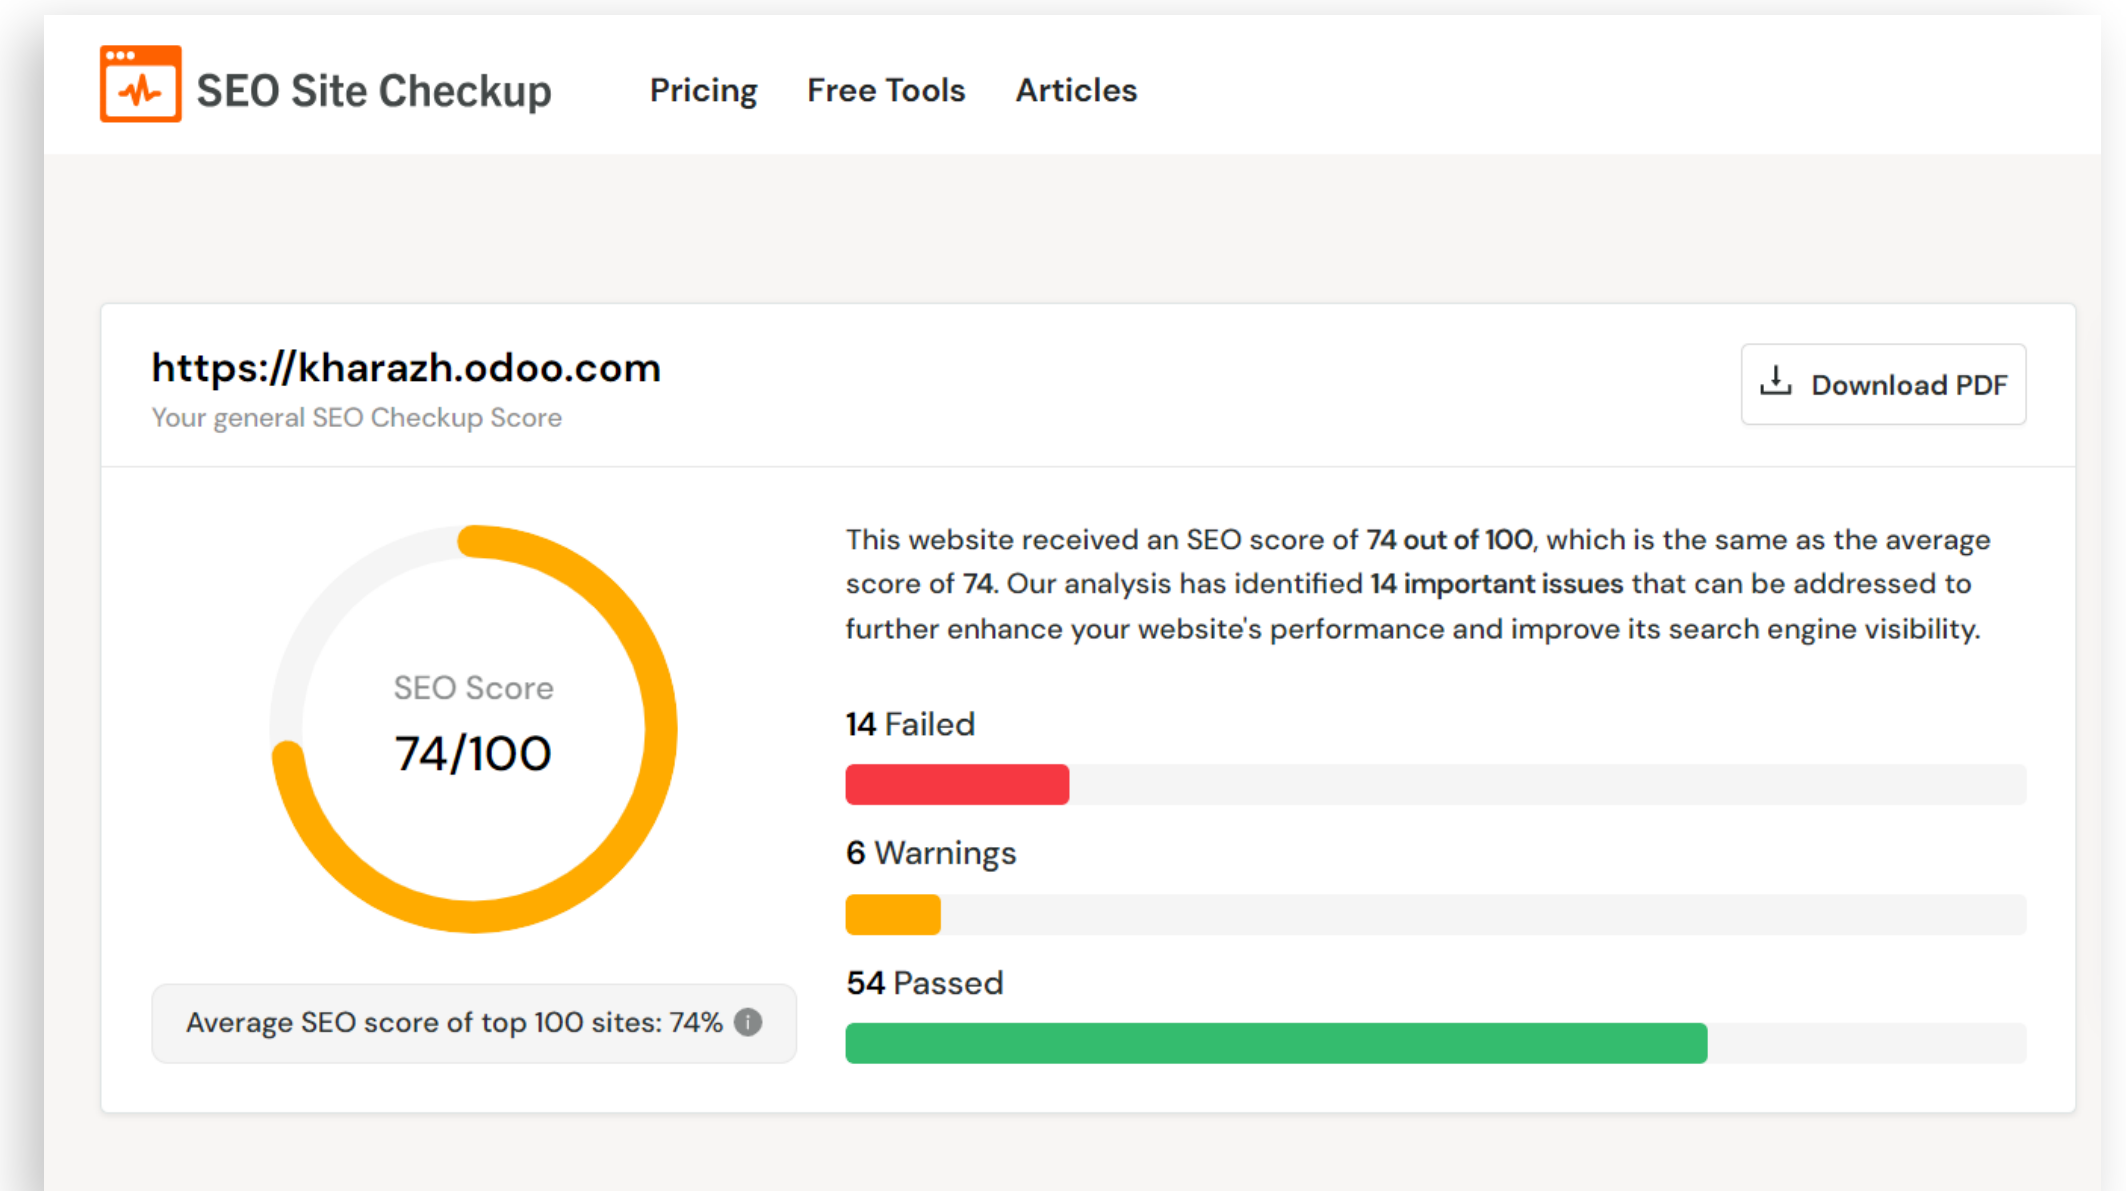 SEO Site Checkup
Pricing
Free Tools
Articles
https://kharazh.odoo.com
Your general SEO Checkup Score
Download PDF
SEO Score
74/100
Average SEO score of top 100 sites: 74%
This website received an SEO score of 74 out of 100, which is the same as the average
score of 74. Our analysis has identified 14 important issues that can be addressed to
further enhance your website's performance and improve its search engine visibility.
14 Failed
6 Warnings
54 Passed